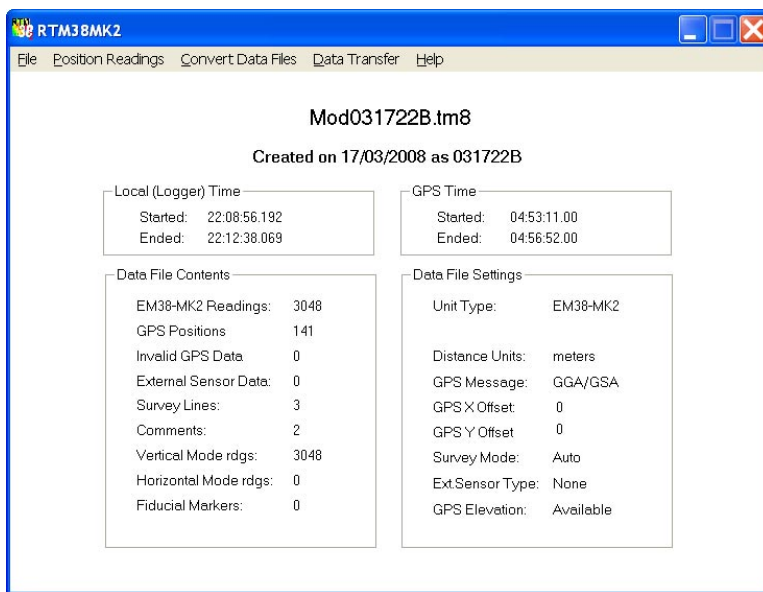 RTM38MK2
File Position Readings Convert Data Files Data Transfer Help
Mod031722B.tm8
Created on 17/03/2008 as 031722B
Local (Logger) Time
Started: 22:08:56.192
Ended: 22:12:38.069
GPS Time
Started: 04:53:11.00
Ended: 04:56:52.00
Data File Contents
EM38-MK2 Readings: 3048
GPS Positions 141
Invalid GPS Data 0
External Sensor Data: 0
Survey Lines: 3
Comments: 2
Vertical Mode rdgs: 3048
Horizontal Mode rdgs: 0
Fiducial Markers: 0
Data File Settings
Unit Type: EM38-MK2
Distance Units: meters
GPS Message: GGA/GSA
GPS X Offset: 0
GPS Y Offset 0
Survey Mode: Auto
Ext.Sensor Type: None
GPS Elevation: Available